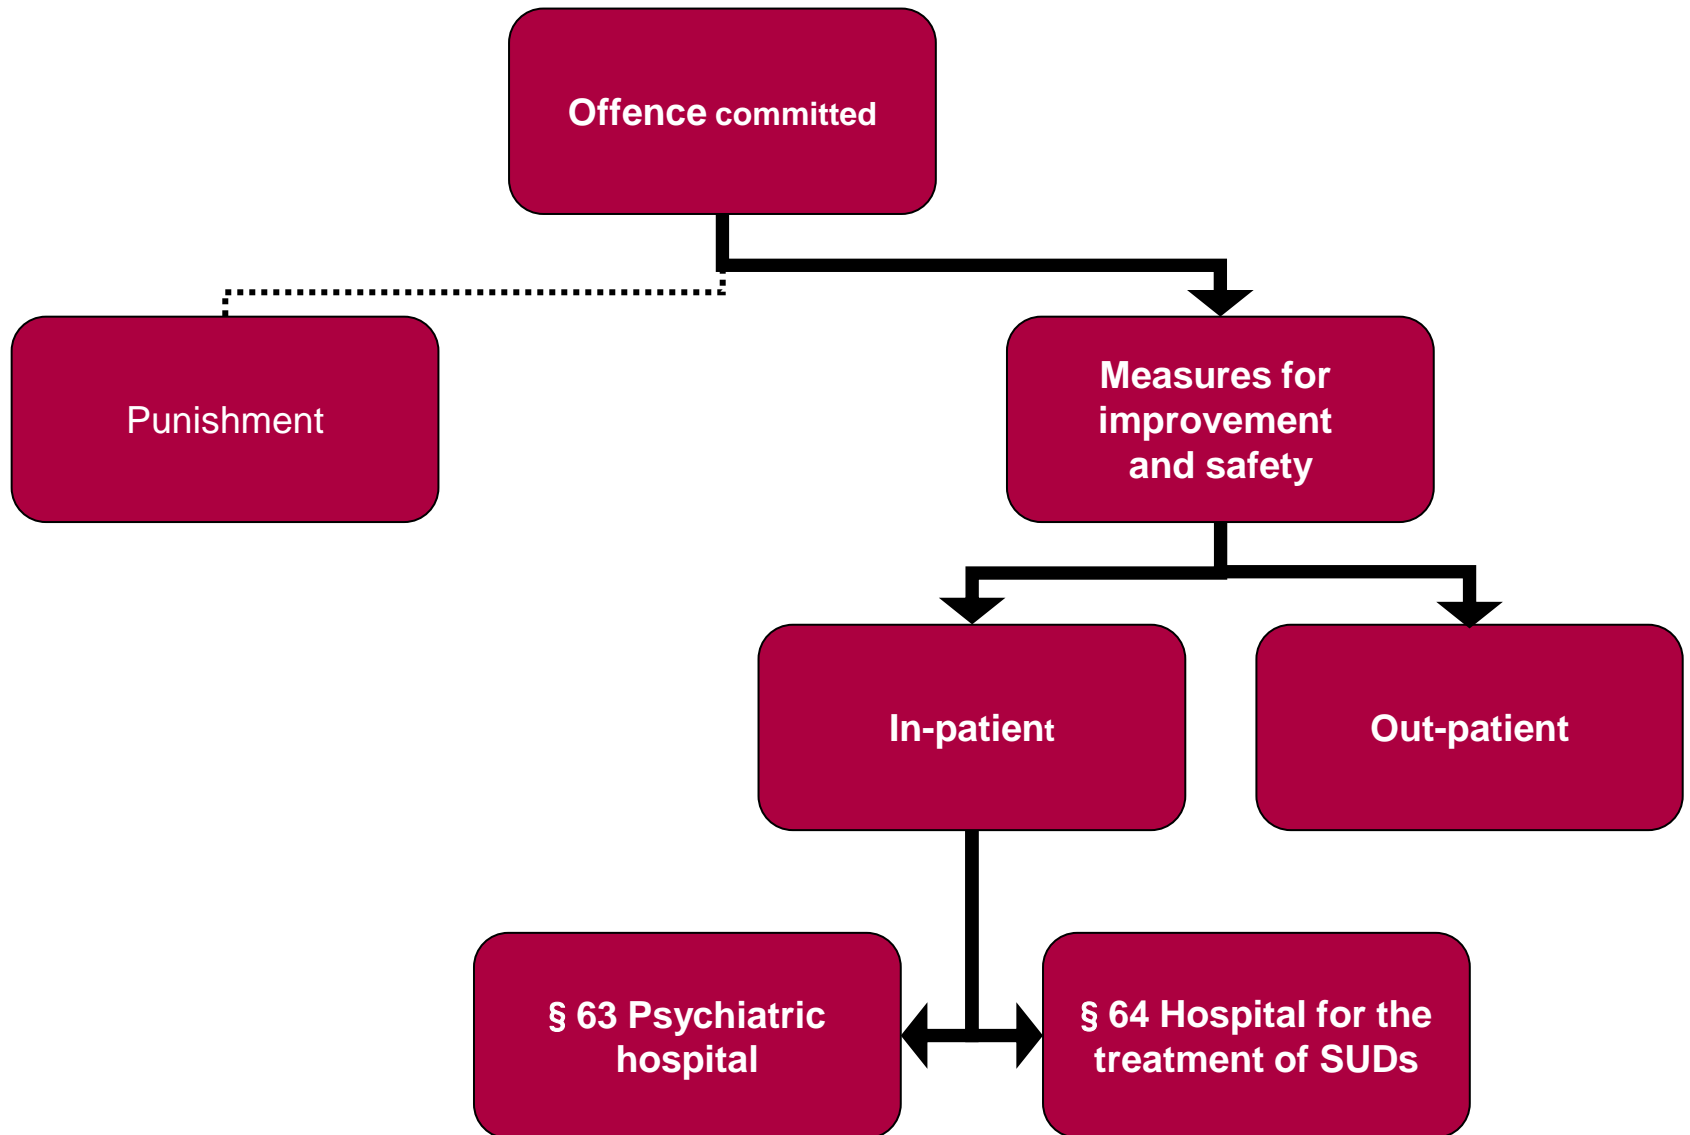 Offence committed
Punishment
Measures for
improvement
and safety
In-patient
Out-patient
§ 63 Psychiatric
hospital
§ 64 Hospital for the
treatment of SUDs